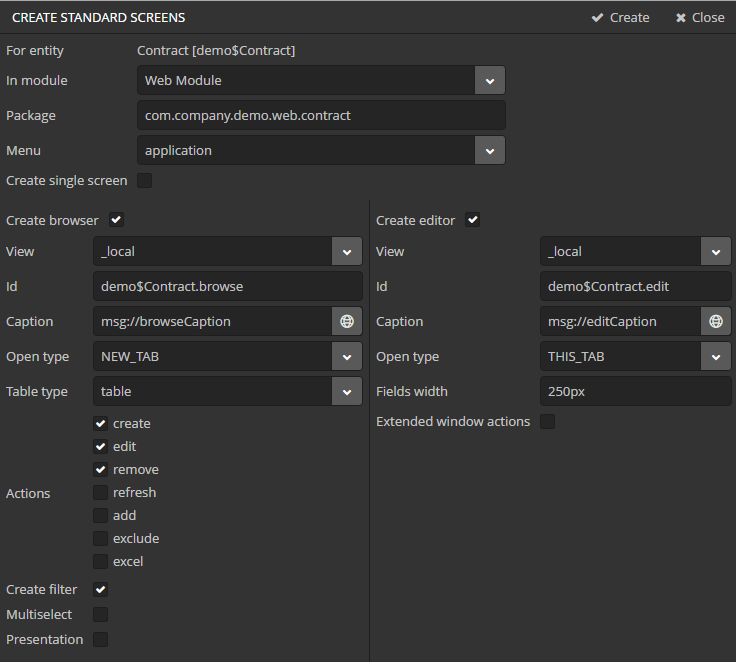 CREATE STANDARD SCREENS Create Close
For entity Contract [demo$Contract]
In module Web Module
Package com.company.demo.web.contract
Menu application
Create single screen
Create browser
View _local
Id demo$Contract.browse
Caption msg://browseCaption
Open type NEW_TAB
Table type table
Actions
create
edit
remove
refresh
add
exclude
excel
Create filter
Multiselect
Presentation
Create editor
View _local
Id demo$Contract.edit
Caption msg://editCaption
Open type THIS_TAB
Fields width 250px
Extended window actions